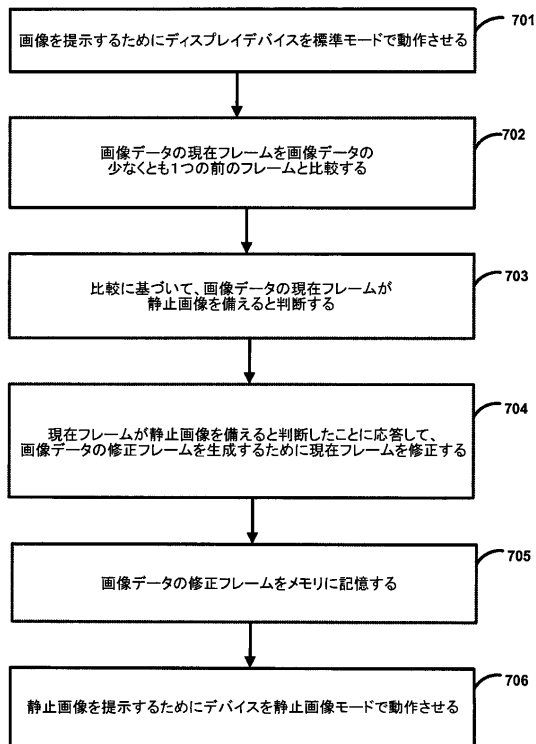 画像を提示するためにディスプレイデバイスを標準モードで動作させる
701
画像データの現在フレームを画像データの
少なくとも1つの前のフレームと比較する
702
比較に基づいて、画像データの現在フレームが
静止画像を備えると判断する
703
現在フレームが静止画像を備えると判断したことに応答して、
画像データの修正フレームを生成するために現在フレームを修正する
704
画像データの修正フレームをメモリに記憶する
705
静止画像を提示するためにデバイスを静止画像モードで動作させる
706